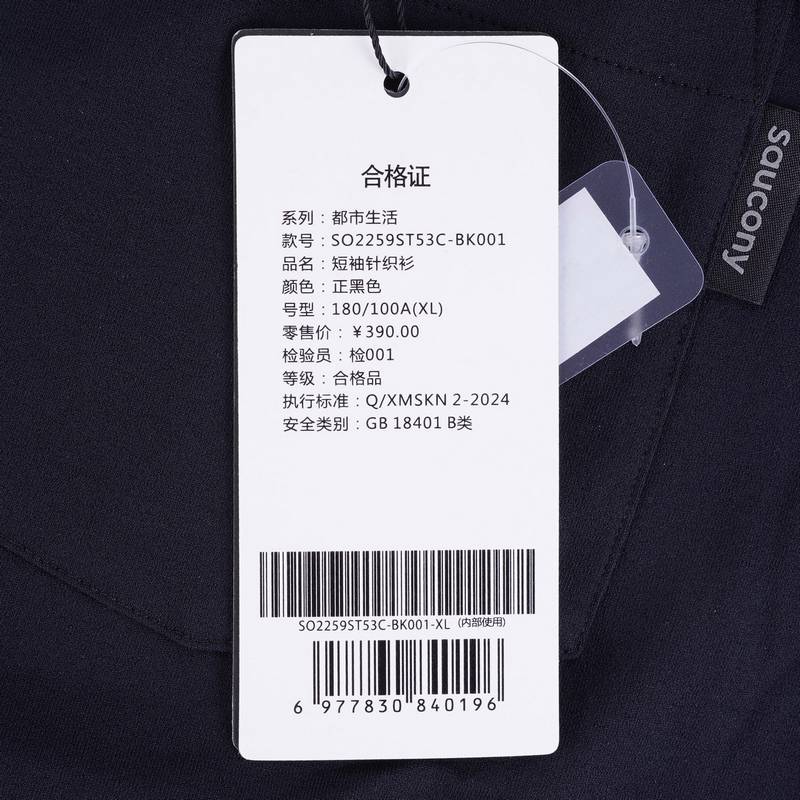 合格证
系列：都市生活
款号：SO2259ST53C-BK001
品名：短袖针织衫
颜色：正黑色
号型：180/100A(XL)
零售价：￥390.00
检验员：检001
等级：合格品
执行标准：Q/XMSKN 2-2024
安全类别：GB 18401 B类
SO2259ST53C-BK001-XL（内部使用）
6 977830 840196
saucony